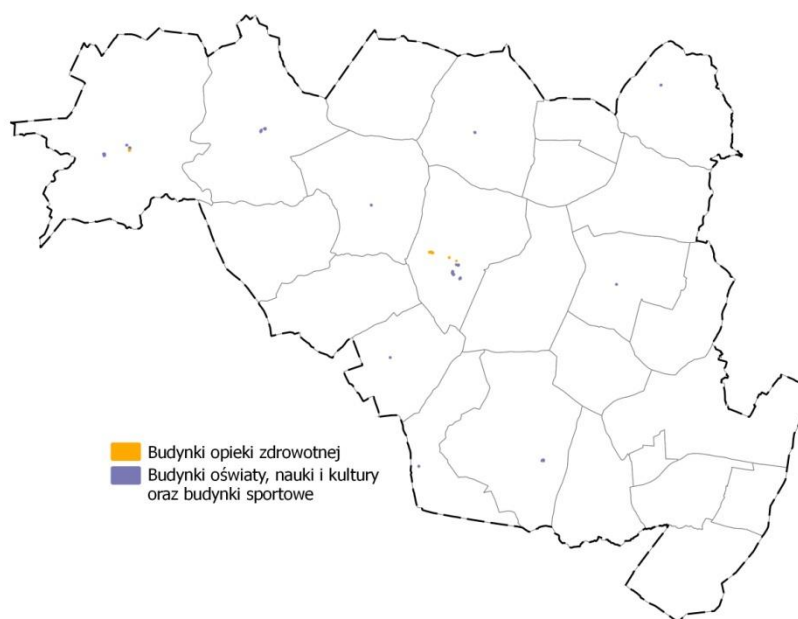 Budynki opieki zdrowotnej
Budynki oświaty, nauki i kultury
oraz budynki sportowe